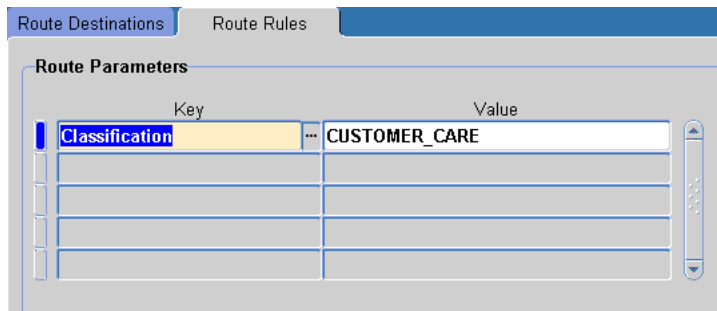 Route Destinations Route Rules
Route Parameters
Key Value
Classification ... CUSTOMER_CARE